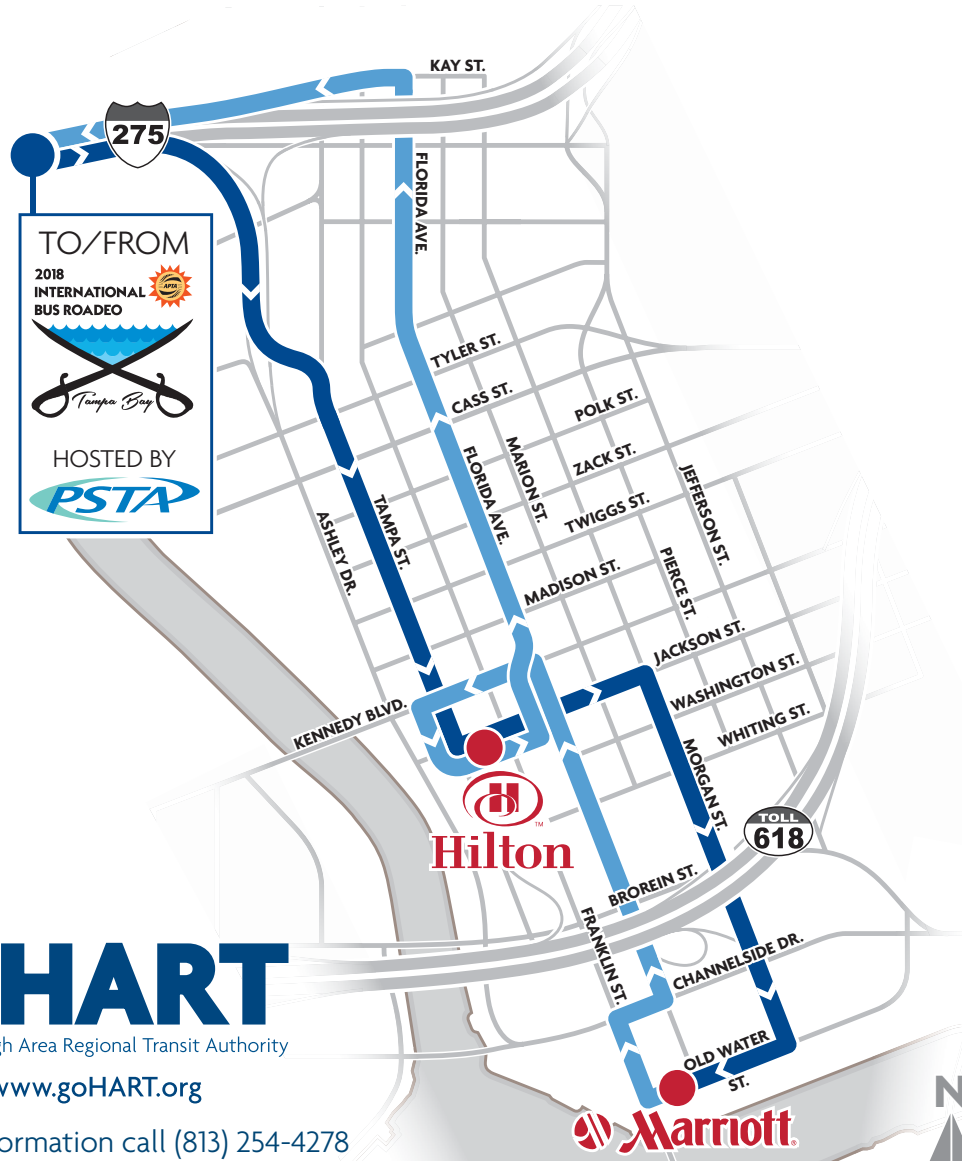 KAY ST.
275
FLORIDA AVE.
TO/FROM
2018
INTERNATIONAL
BUS ROADEO
APTA
Tampa Bay
HOSTED BY
PSTA
TYLER ST.
CASS ST.
POLK ST.
ZACK ST.
MARION ST.
FLORIDA AVE.
TWIGGS ST.
JEFFERSON ST.
TAMPA ST.
ASHLEY DR.
MADISON ST.
PIERCE ST.
JACKSON ST.
WASHINGTON ST.
WHITING ST.
KENNEDY BLVD.
MORGAN ST.
H
Hilton
TM
TOLL
618
BROREIN ST.
FRANKLIN ST.
CHANNELSIDE DR.
HART
gh Area Regional Transit Authority
www.goHART.org
ormation call (813) 254-4278
OLD WATER
ST.
Marriott.
N